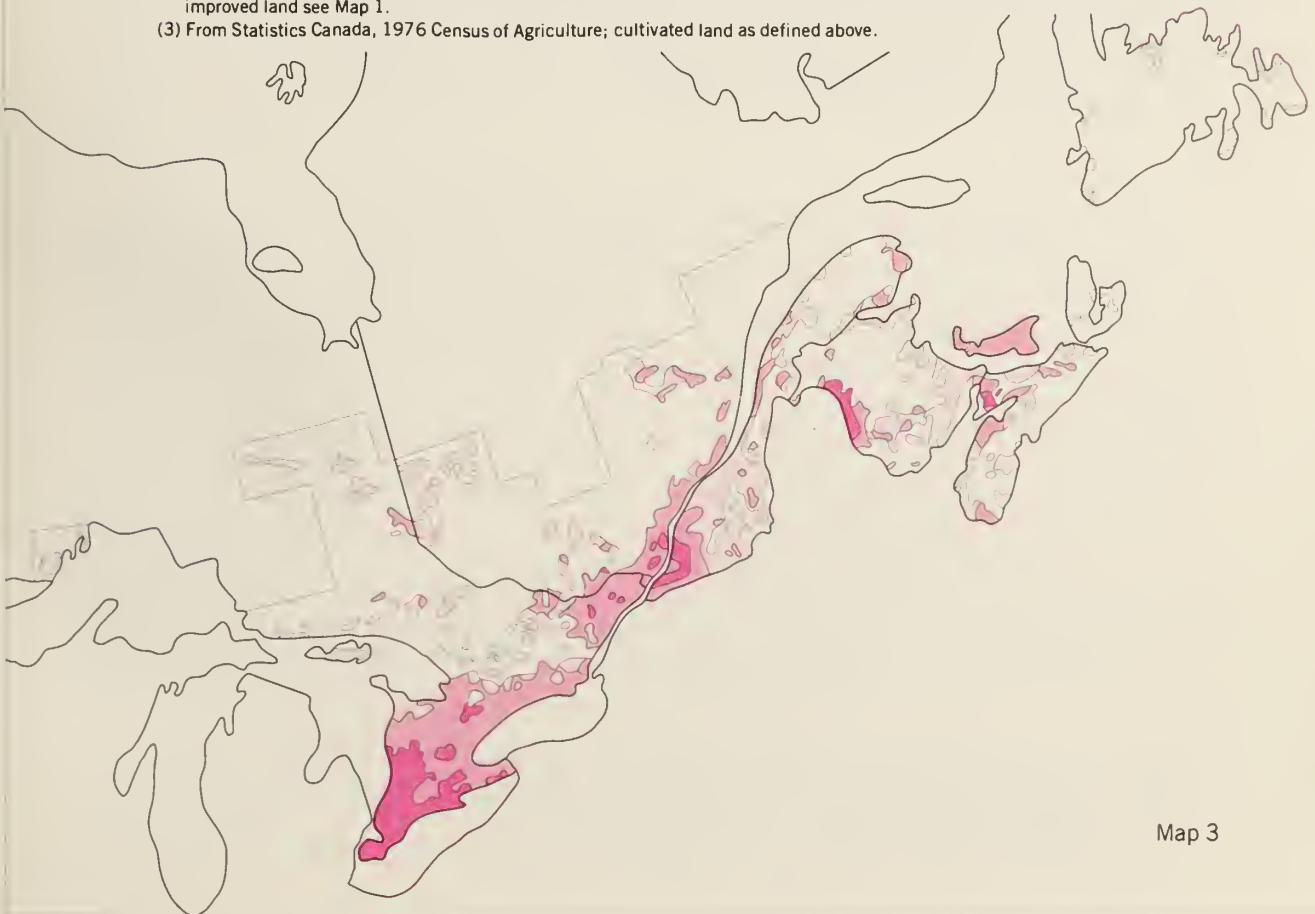 improved land see Map 1.
(3) From Statistics Canada, 1976 Census of Agriculture; cultivated land as defined above.
Map 3